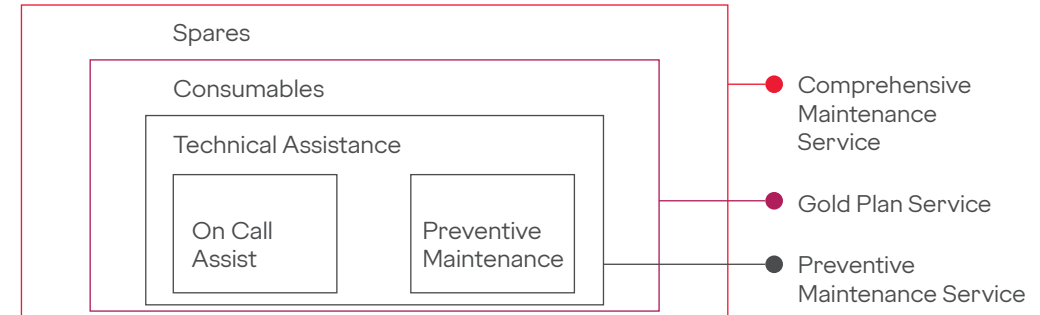 Spares
Consumables
Technical Assistance
On Call
Assist
Preventive
Maintenance
Comprehensive
Maintenance
Service
Gold Plan Service
Preventive
Maintenance Service